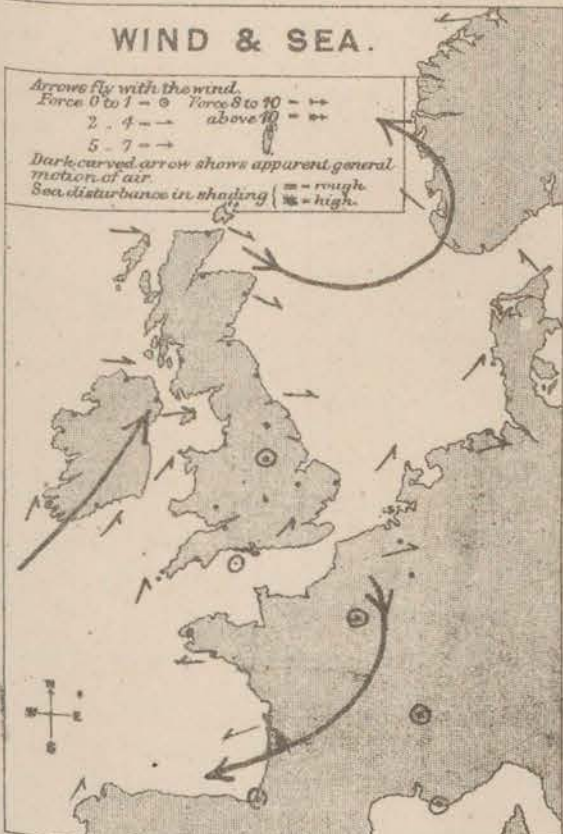 WIND & SEA.
Arrows fly with the wind.
Force 0 to 1 = ⊙ Force 8 to 10 =
2 - 4 = → above 10 =
5 - 7 = →
Dark curved arrow shows apparent general
motion of air.
Sea disturbance in shading { = rough
= high.
N
W E
S